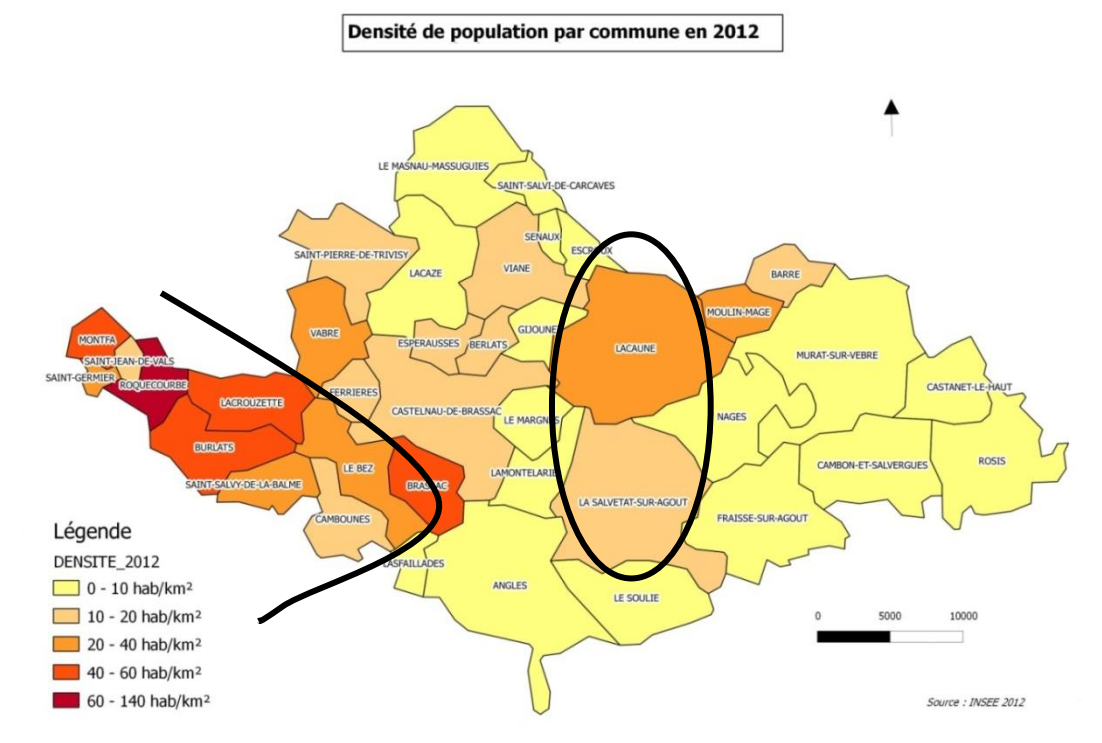 Densité de population par commune en 2012
LE MASNAU-MASSUGUIES
SAINT-SALVI-DE-CARCAVES
SENAUX
ESCROUX
SAINT-PIERRE-DE-TRIVISY
LACAZE
VIANE
BARRE
MOULIN-MAGE
VABRE
ESPERAUSSES
BERLATS
GIJOUNET
LACAUNE
MURAT-SUR-VEBRE
MONTFA
SAINT-JEAN-DE-VALS
SAINT-GERMIER
ROQUECOURBE
LACROUZETTE
FERRIERES
CASTELNAU-DE-BRASSAC
LE MARGNES
NAGES
CASTANET-LE-HAUT
BURLATS
LE BEZ
BRASSAC
LAMONTELARIE
CAMBON-ET-SALVERGUES
ROSIS
SAINT-SALVY-DE-LA-BALME
CAMBOUNES
LA SALVETAT-SUR-AGOUT
FRAISSE-SUR-AGOUT
LASFAILLADES
ANGLES
LE SOULIE
Légende
DENSITE_2012
0 - 10 hab/km²
10 - 20 hab/km²
20 - 40 hab/km²
40 - 60 hab/km²
60 - 140 hab/km²
0 5000 10000
Source : INSEE 2012